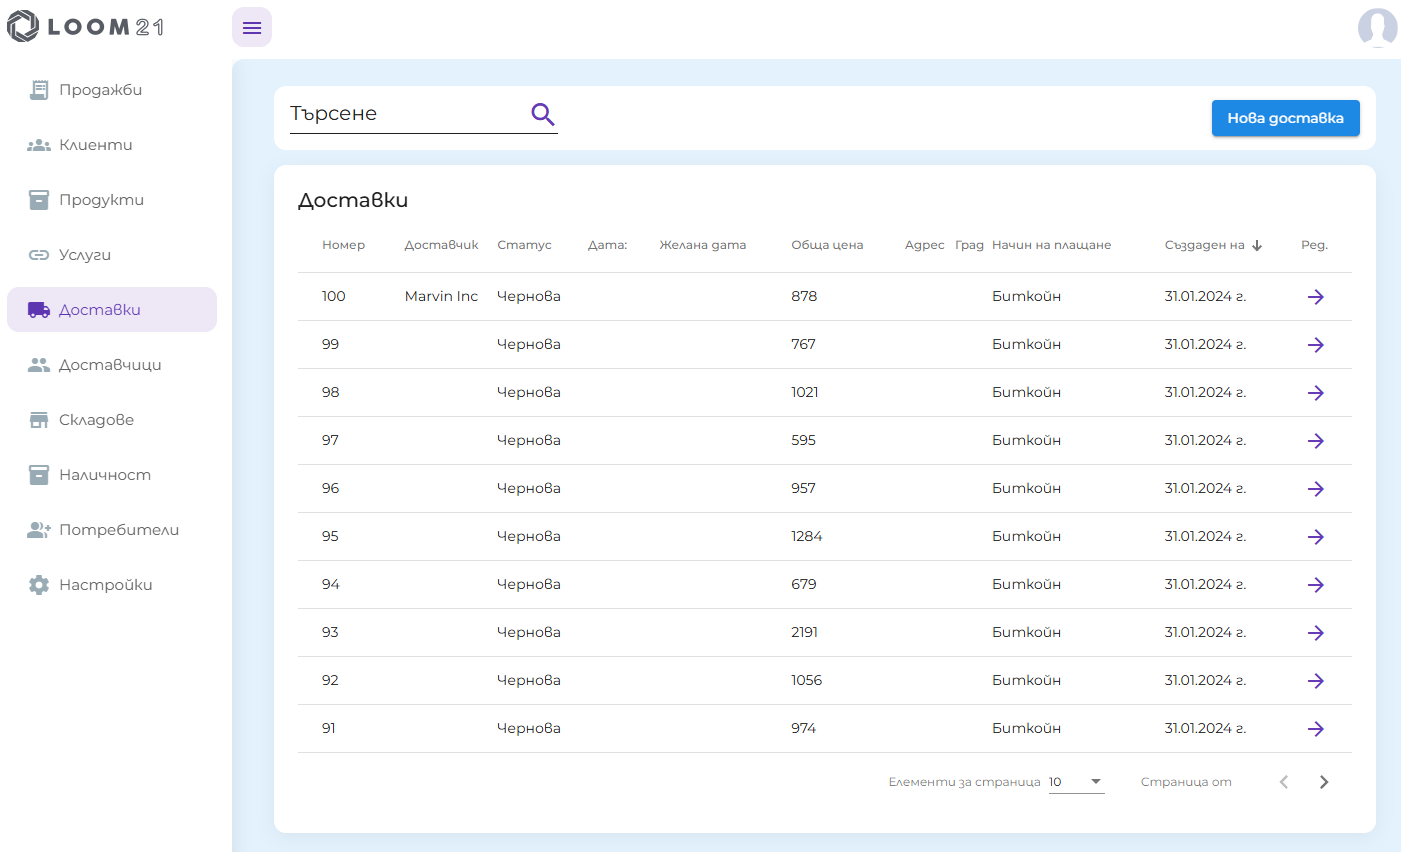 LOOM21
Продажби
Клиенти
Продукти
Услуги
Доставки
Доставчици
Складове
Наличност
Потребители
Настройки
Търсене
Нова доставка
Доставки
Номер Доставчик Статус Дата: Желана дата Обща цена Адрес Град Начин на плащане Създаден на Ред.
100 Marvin Inc Чернова 878 Биткойн 31.01.2024 г.
99 Чернова 767 Биткойн 31.01.2024 г.
98 Чернова 1021 Биткойн 31.01.2024 г.
97 Чернова 595 Биткойн 31.01.2024 г.
96 Чернова 957 Биткойн 31.01.2024 г.
95 Чернова 1284 Биткойн 31.01.2024 г.
94 Чернова 679 Биткойн 31.01.2024 г.
93 Чернова 2191 Биткойн 31.01.2024 г.
92 Чернова 1056 Биткойн 31.01.2024 г.
91 Чернова 974 Биткойн 31.01.2024 г.
Елементи за страница 10 Страница от